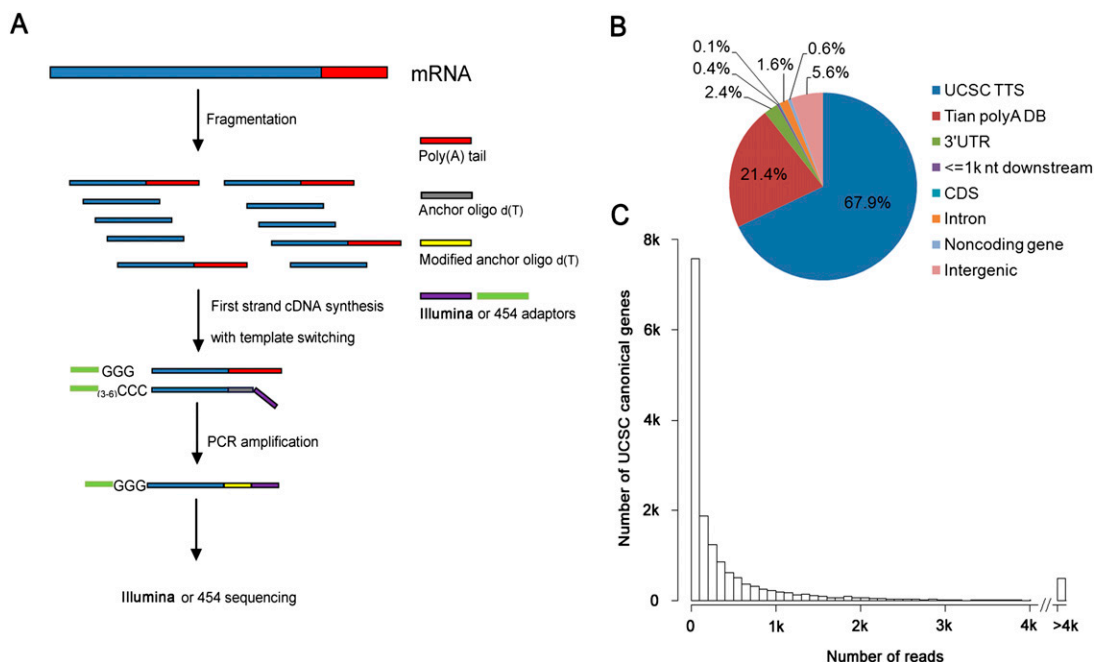 A
mRNA
Fragmentation
Poly(A) tail
Anchor oligo d(T)
Modified anchor oligo d(T)
Illumina or 454 adaptors
First strand cDNA synthesis
with template switching
GGG
(3-6)CCC
PCR amplification
GGG
Illumina or 454 sequencing
B
0.1%
0.4%
2.4%
1.6%
0.6%
5.6%
21.4%
67.9%
UCSC TTS
Tian polyA DB
3'UTR
<=1k nt downstream
CDS
Intron
Noncoding gene
Intergenic
C
Number of UCSC canonical genes
8k
6k
4k
2k
0
0 1k 2k 3k 4k // >4k
Number of reads